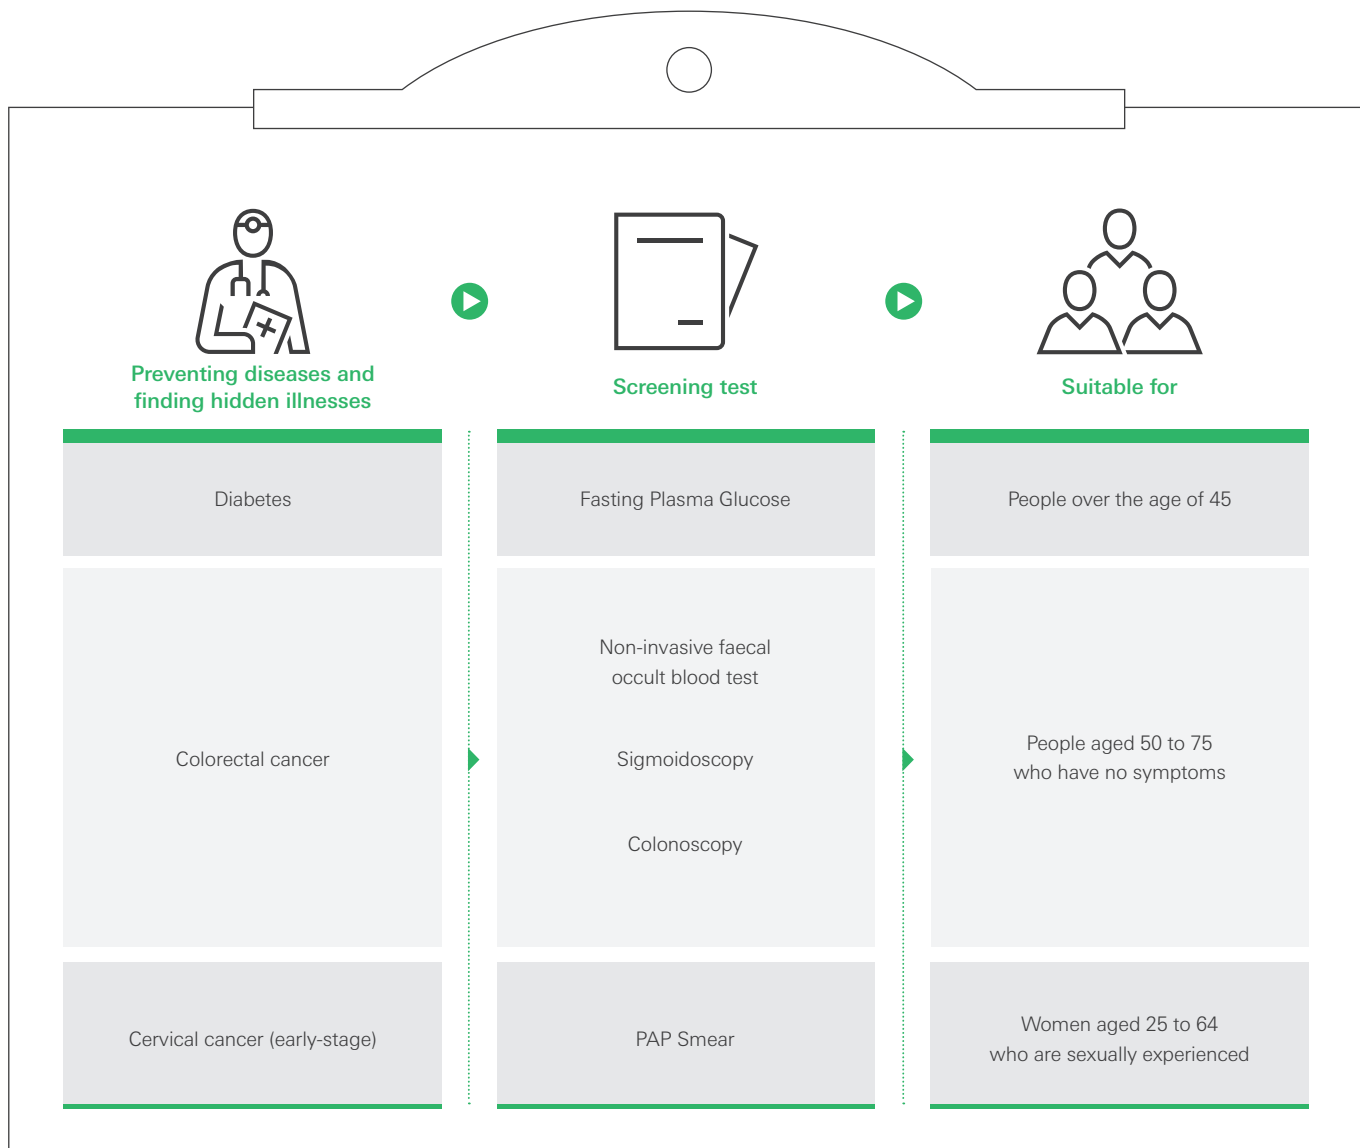 Preventing diseases and
finding hidden illnesses
Screening test
Suitable for
Diabetes
Fasting Plasma Glucose
People over the age of 45
Colorectal cancer
Non-invasive faecal
occult blood test
Sigmoidoscopy
Colonoscopy
People aged 50 to 75
who have no symptoms
Cervical cancer (early-stage)
PAP Smear
Women aged 25 to 64
who are sexually experienced